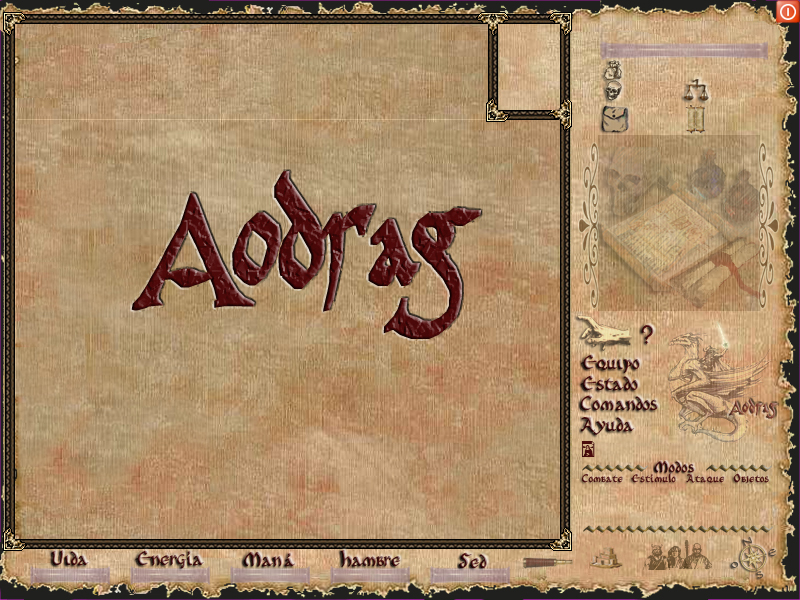 Aodrag
?
Equipo
Estado
Comandos
Aodrag
Ayuda
Modos
Combate Estimulo Ataque Objetos
Vida Energia Maná hambre Sed